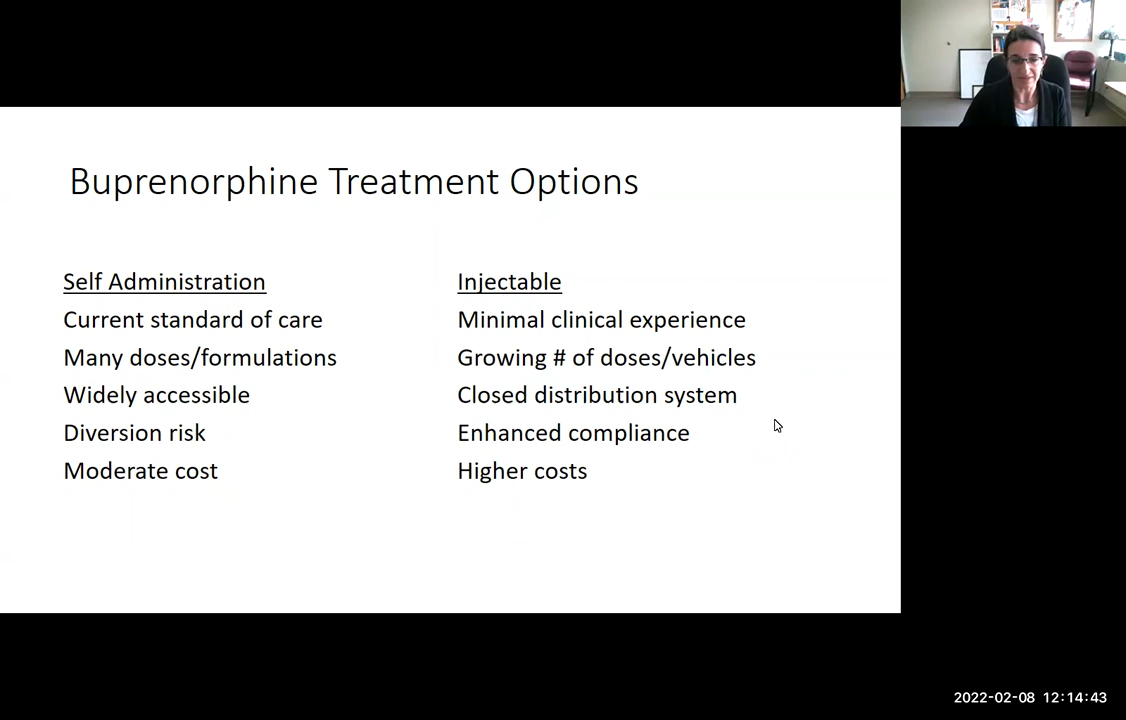 Buprenorphine Treatment Options
Self Administration
Current standard of care
Many doses/formulations
Widely accessible
Diversion risk
Moderate cost
Injectable
Minimal clinical experience
Growing # of doses/vehicles
Closed distribution system
Enhanced compliance
Higher costs
2022-02-08 12:14:43